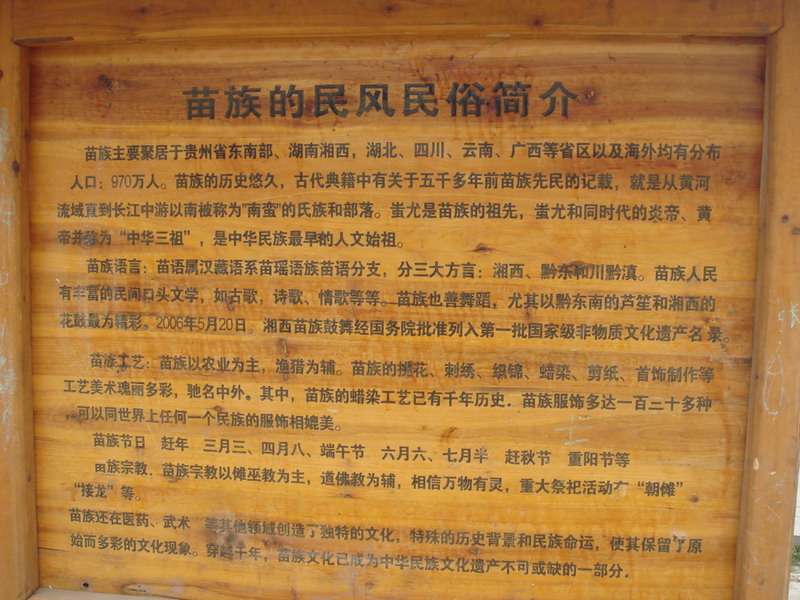 苗族的民风民俗简介
苗族主要聚居于贵州省东南部、湖南湘西,湖北、四川、云南、广西等省区以及海外均有分布
人口:970万人。苗族的历史悠久,古代典籍中有关于五千多年前苗族先民的记载,就是从黄河
流域直到长江中游以南被称为"南蛮"的氏族和部落。蚩尤是苗族的祖先,蚩尤和同时代的炎帝、黄
帝并称为“中华三祖”,是中华民族最早的人文始祖。
苗族语言:苗语属汉藏语系苗瑶语族苗语分支,分三大方言:湘西、黔东和川黔滇。苗族人民
有丰富的民间口头文学,如古歌,诗歌、情歌等等。苗族也善舞蹈,尤其以黔东南的芦笙和湘西的
花鼓最为精彩。2006年5月20日,湘西苗族鼓舞经国务院批准列入第一批国家级非物质文化遗产名录。
苗族工艺:苗族以农业为主,渔猎为辅。苗族的挑花、刺绣、织锦、蜡染、剪纸、首饰制作等
工艺美术瑰丽多彩,驰名中外。其中,苗族的蜡染工艺已有千年历史.苗族服饰多达一百三十多种
,可以同世界上任何一个民族的服饰相媲美。
苗族节日 赶年 三月三、四月八、端午节 六月六、七月半 赶秋节 重阳节等
苗族宗教.苗族宗教以傩巫教为主,道佛教为辅,相信万物有灵,重大祭祀活动有“朝傩”
“接龙”等。
苗族还在医药、武术 等其他领域创造了独特的文化,特殊的历史背景和民族命运,使其保留了原
始而多彩的文化现象。穿越千年,苗族文化已成为中华民族文化遗产不可或缺的一部分.